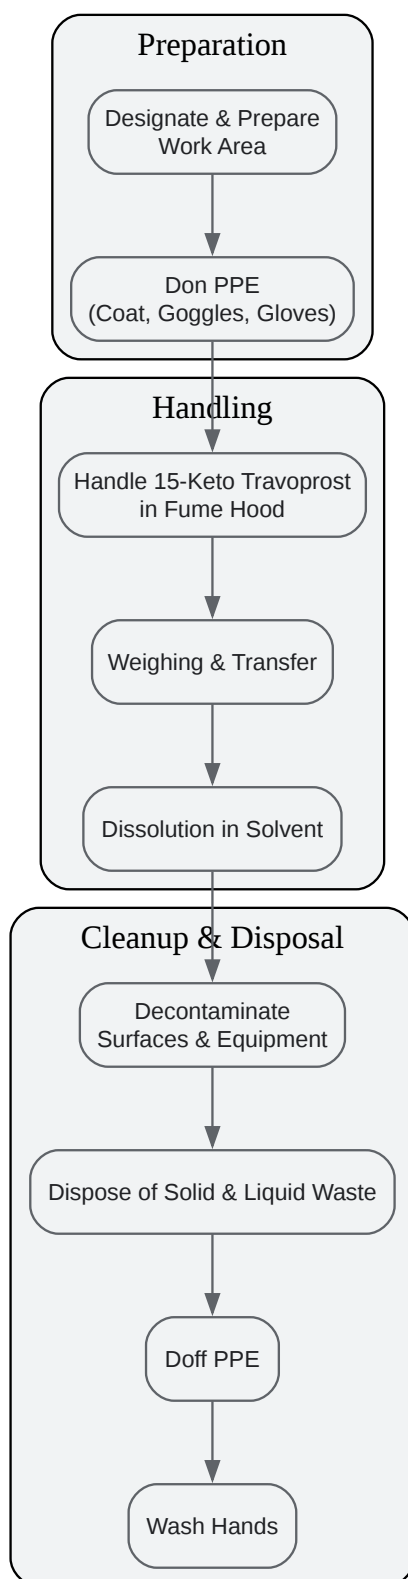 Preparation
Designate & Prepare
Work Area
Don PPE
(Coat, Goggles, Gloves)
Handling
Handle 15-Keto Travoprost
in Fume Hood
Weighing & Transfer
Dissolution in Solvent
Cleanup & Disposal
Decontaminate
Surfaces & Equipment
Dispose of Solid & Liquid Waste
Doff PPE
Wash Hands